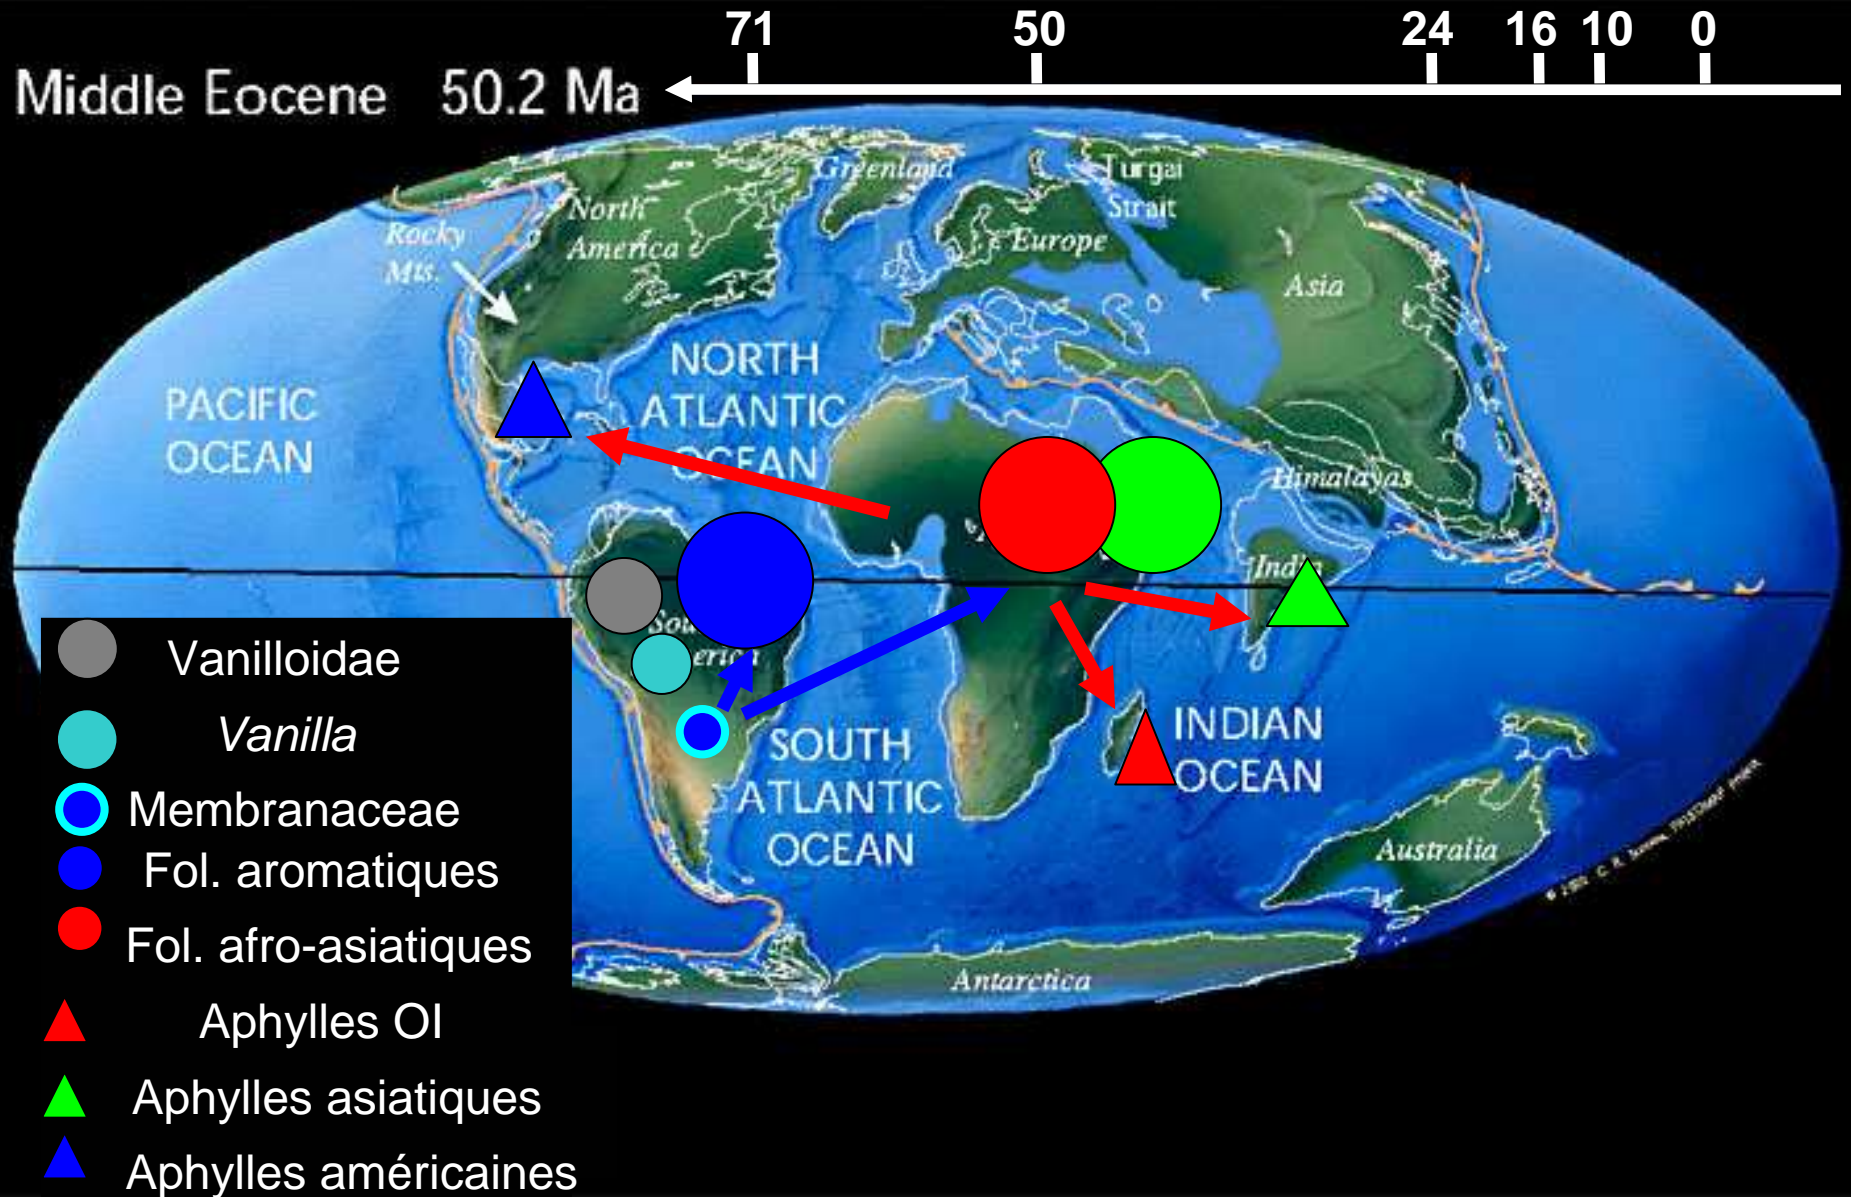 71 50 24 16 10 0
Middle Eocene 50.2 Ma
Greenland
Turgai
Strait
North
America
Rocky
Mts.
Europe
Asia
NORTH
ATLANTIC
OCEAN
PACIFIC
OCEAN
Himalayas
India
SOUTH
ATLANTIC
OCEAN
INDIAN
OCEAN
Australia
Antarctica
Vanilloidae
Vanilla
Membranaceae
Fol. aromatiques
Fol. afro-asiatiques
Aphylles OI
Aphylles asiatiques
Aphylles américaines